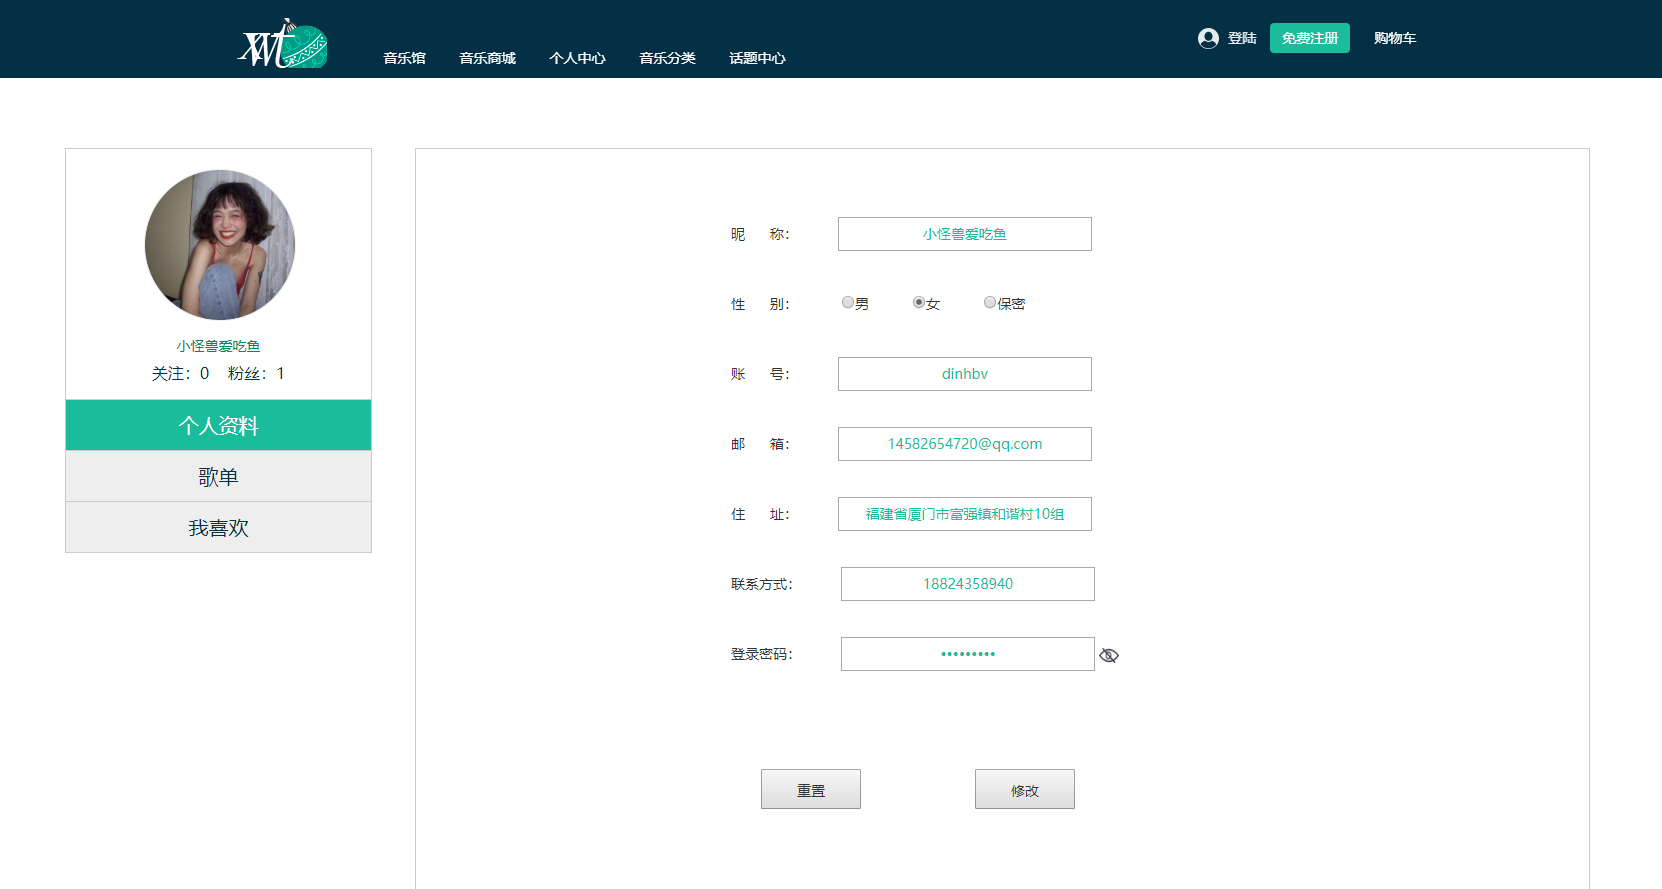 XWt
音乐馆 音乐商城 个人中心 音乐分类 话题中心 登陆 免费注册 购物车
小怪兽爱吃鱼
关注：0 粉丝：1
个人资料
歌单
我喜欢
昵 称： 小怪兽爱吃鱼
性 别： 男 女 保密
账 号： dinhbv
邮 箱： 14582654720@qq.com
住 址： 福建省厦门市富强镇和谐村10组
联系方式： 18824358940
登录密码： •••••••••
重置 修改